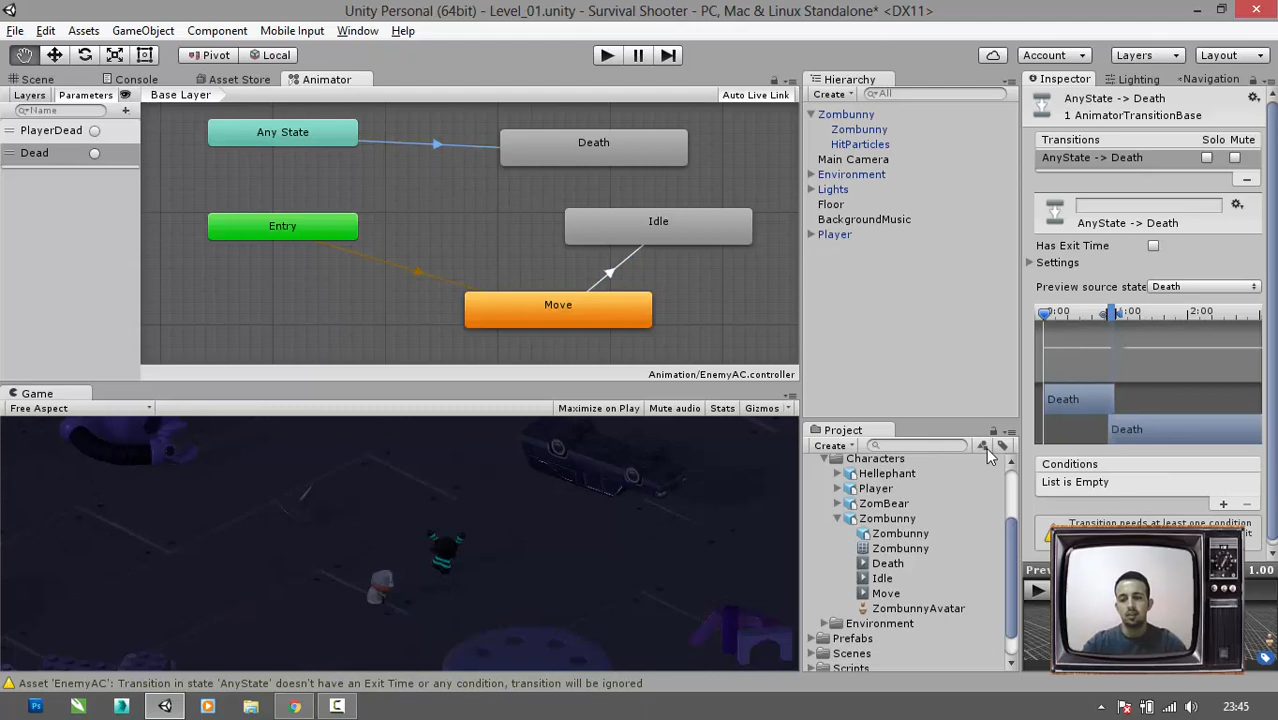 Unity Personal (64bit) - Level_01.unity - Survival Shooter - PC, Mac & Linux Standalone* <DX11>
File Edit Assets GameObject Component Mobile Input Window Help
Pivot Local Account Layers Layout
Scene Console Asset Store Animator
Layers Parameters Base Layer Auto Live Link
Name
PlayerDead
Dead
Any State
Death
Entry
Idle
Move
Animation/EnemyAC.controller
Game
Free Aspect Maximize on Play Mute audio Stats Gizmos
Hierarchy
Create All
Zombunny
Zombunny
HitParticles
Main Camera
Environment
Lights
Floor
BackgroundMusic
Player
Project
Create
Characters
Hellephant
Player
ZomBear
Zombunny
Zombunny
Zombunny
Death
Idle
Move
ZombunnyAvatar
Environment
Prefabs
Scenes
Scripts
Inspector Lighting Navigation
AnyState -> Death
1 AnimatorTransitionBase
Transitions Solo Mute
AnyState -> Death
AnyState -> Death
Has Exit Time
Settings
Preview source state Death
0:00 :00 2:00
Death
Death
Conditions
List is Empty
Transition needs at least one condition
1.00
Asset 'EnemyAC': Transition in state 'AnyState' doesn't have an Exit Time or any condition, transition will be ignored
23:45